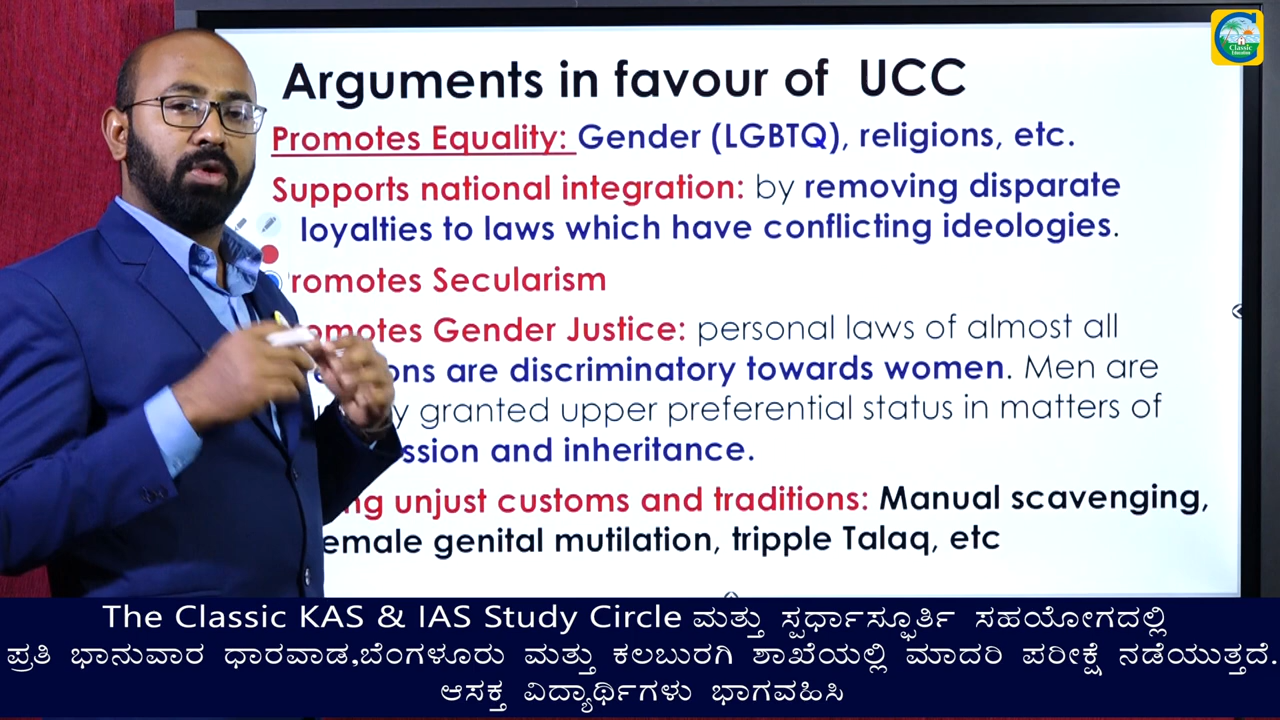 Classic
Education
Arguments in favour of UCC
Promotes Equality: Gender (LGBTQ), religions, etc.
Supports national integration: by removing disparate
loyalties to laws which have conflicting ideologies.
romotes Secularism
omotes Gender Justice: personal laws of almost all
ons are discriminatory towards women. Men are
y granted upper preferential status in matters of
ssion and inheritance.
ng unjust customs and traditions: Manual scavenging,
emale genital mutilation, tripple Talaq, etc
The Classic KAS & IAS Study Circle ಮತ್ತು ಸ್ಪರ್ಧಾಸ್ಫೂರ್ತಿ ಸಹಯೋಗದಲ್ಲಿ
ಪ್ರತಿ ಭಾನುವಾರ ಧಾರವಾಡ,ಬೆಂಗಳೂರು ಮತ್ತು ಕಲಬುರಗಿ ಶಾಖೆಯಲ್ಲಿ ಮಾದರಿ ಪರೀಕ್ಷೆ ನಡೆಯುತ್ತದೆ.
ಆಸಕ್ತ ವಿದ್ಯಾರ್ಥಿಗಳು ಭಾಗವಹಿಸಿ